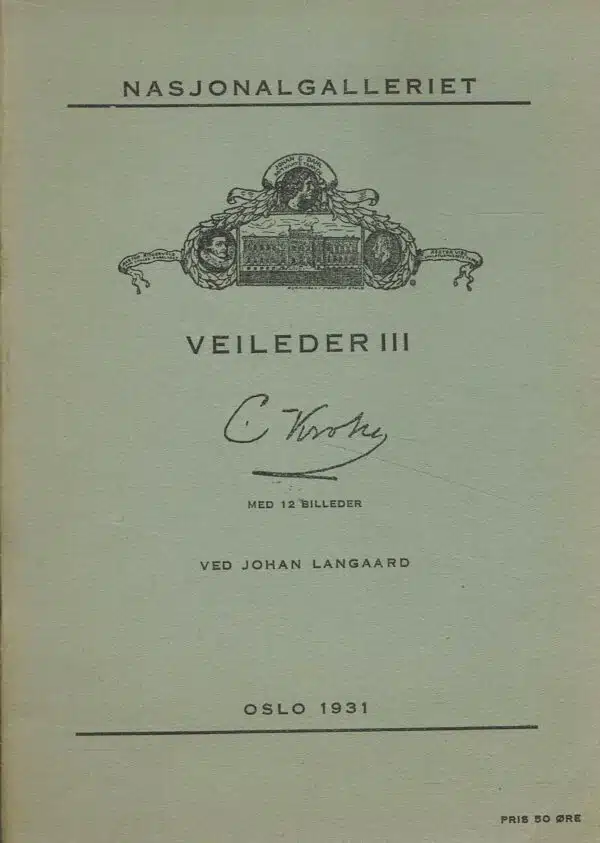 NASJONALGALLERIET
JOHAN C DAHL
VEILEDER III
C Krohg
MED 12 BILLEDER
VED JOHAN LANGAARD
OSLO 1931
PRIS 50 ØRE